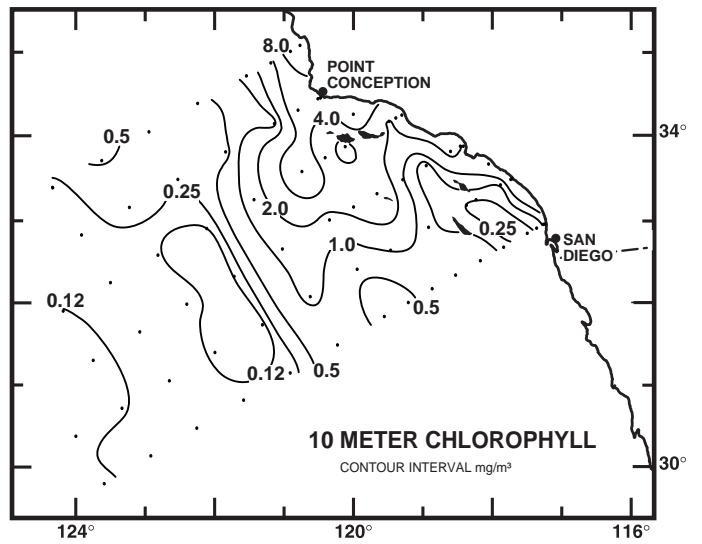 8.0
POINT
CONCEPTION
4.0
34°
0.5
0.25
2.0
0.25
1.0
SAN
DIEGO
0.12
0.5
0.12
0.5
10 METER CHLOROPHYLL
CONTOUR INTERVAL mg/m³
30°
124°
120°
116°